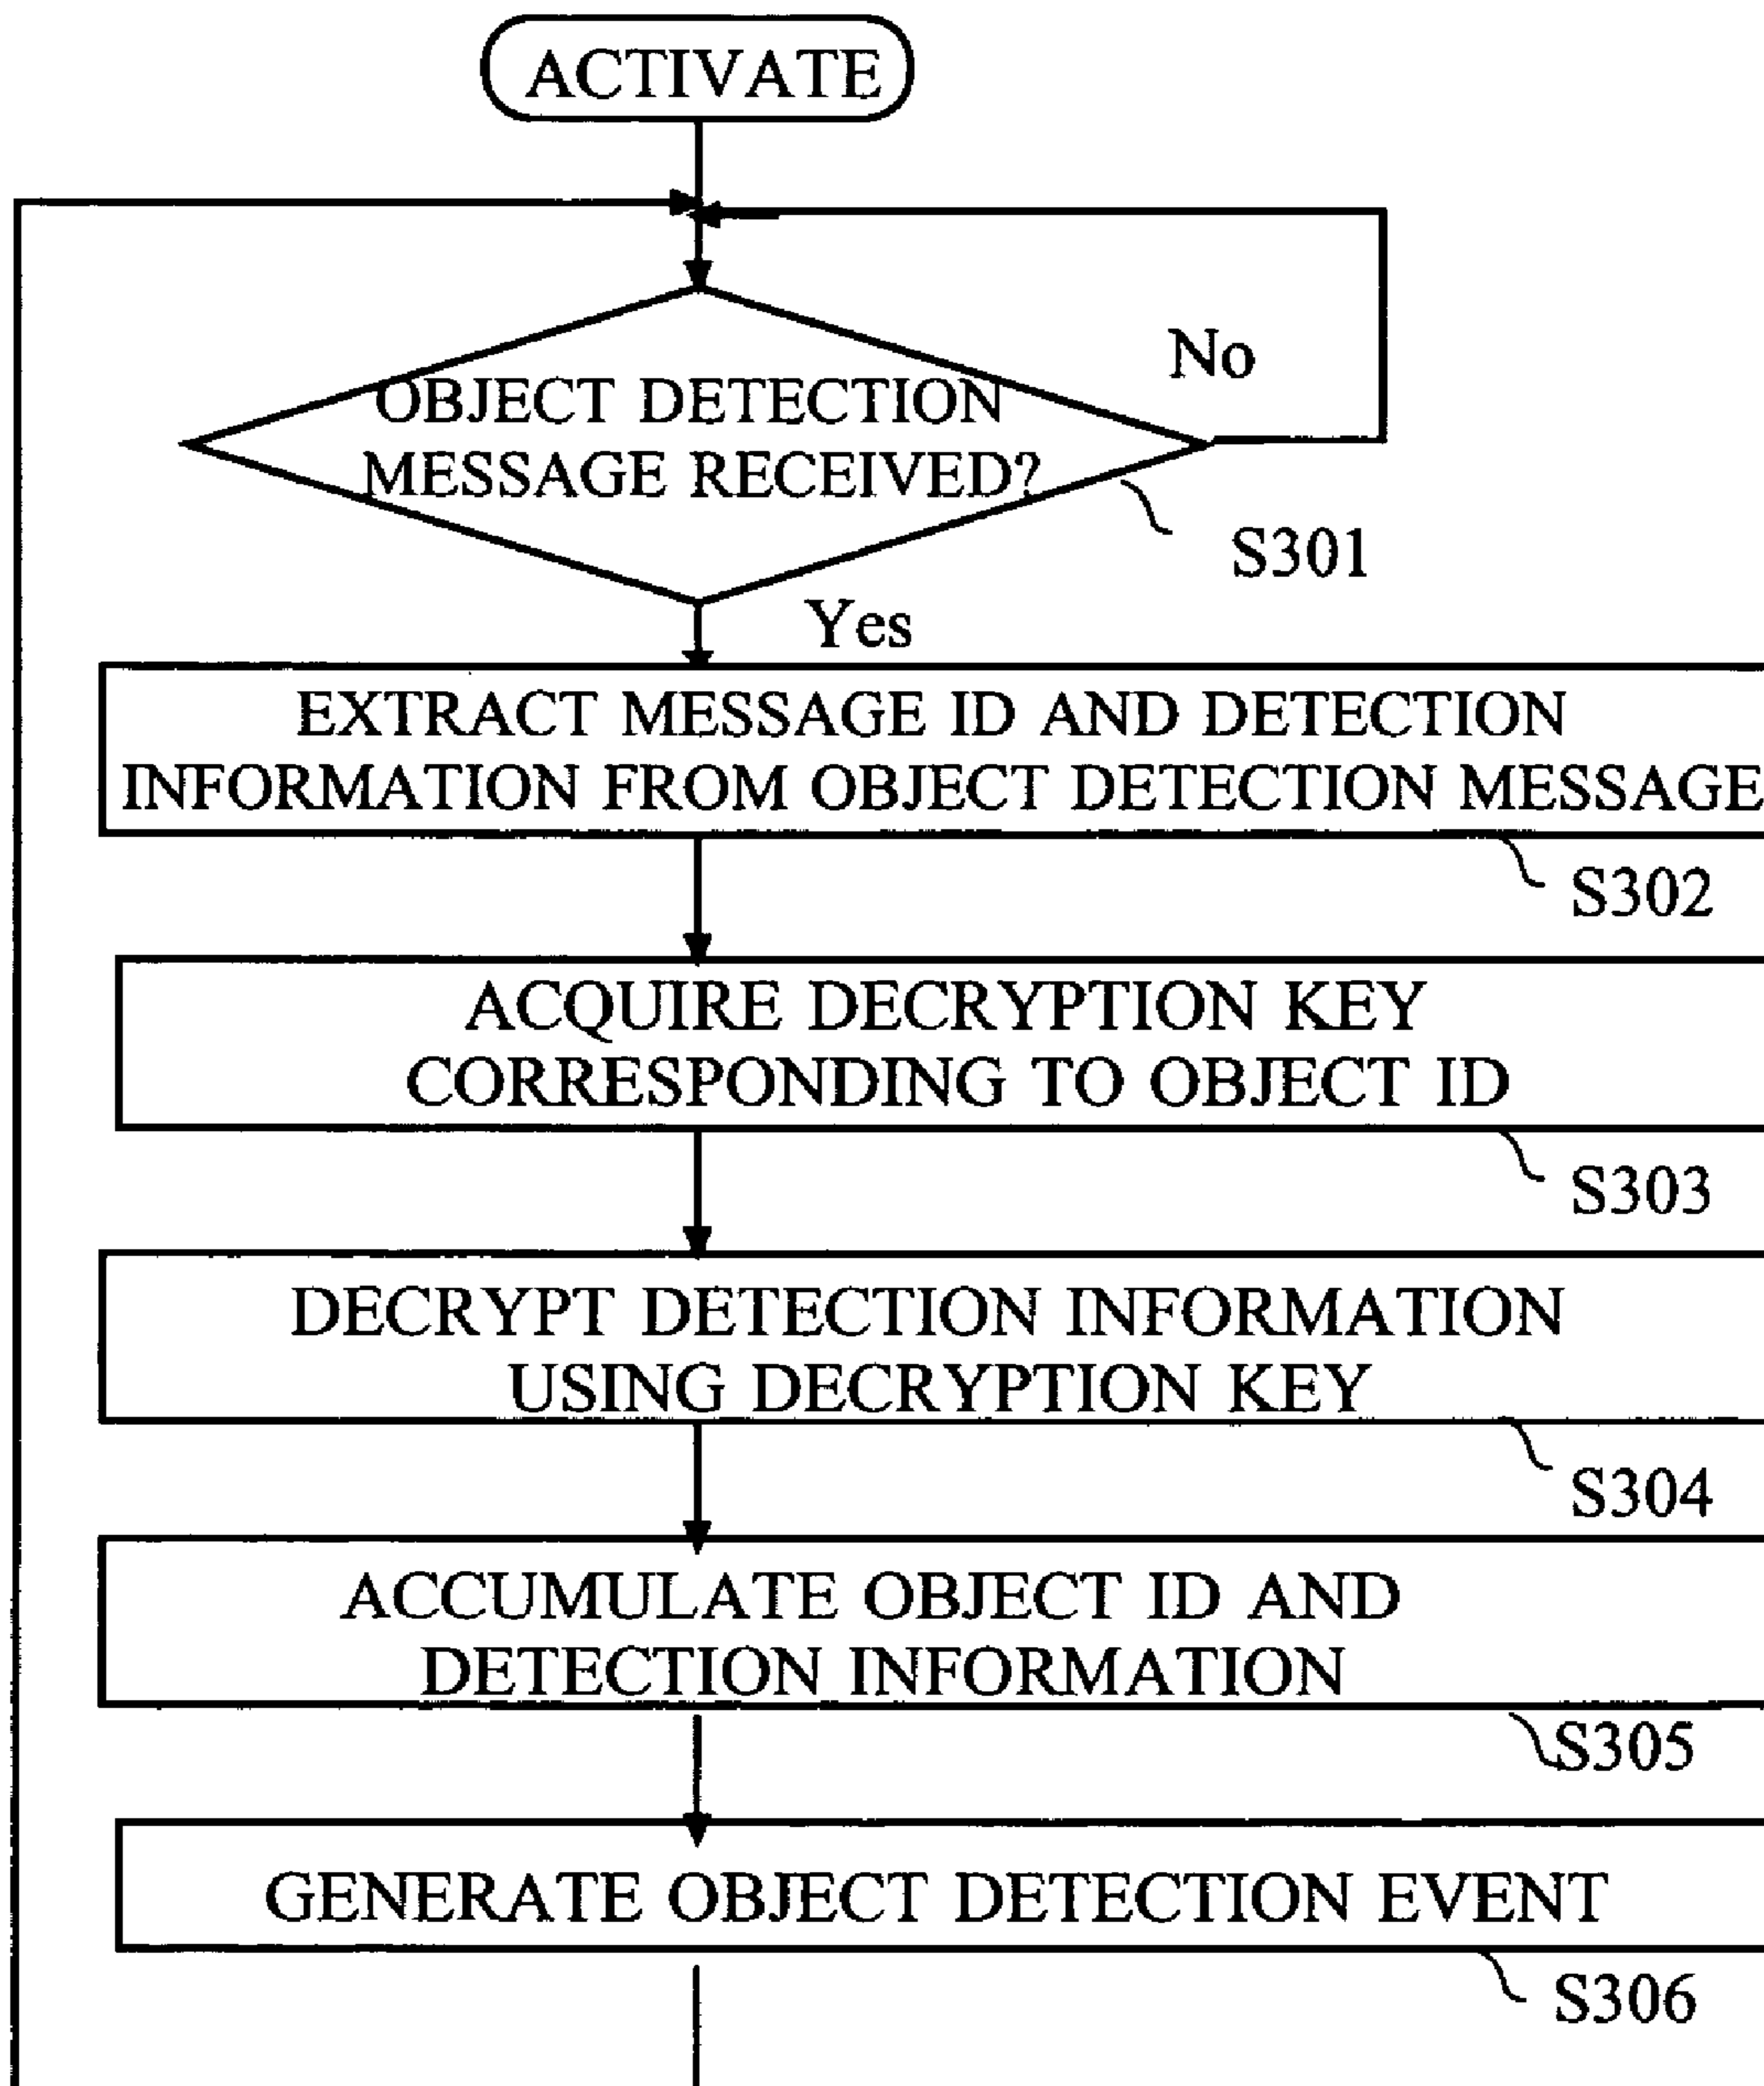 ACTIVATE
No
OBJECT DETECTION
MESSAGE RECEIVED?
S301
Yes
EXTRACT MESSAGE ID AND DETECTION
INFORMATION FROM OBJECT DETECTION MESSAGE
S302
ACQUIRE DECRYPTION KEY
CORRESPONDING TO OBJECT ID
S303
DECRYPT DETECTION INFORMATION
USING DECRYPTION KEY
S304
ACCUMULATE OBJECT ID AND
DETECTION INFORMATION
S305
GENERATE OBJECT DETECTION EVENT
S306